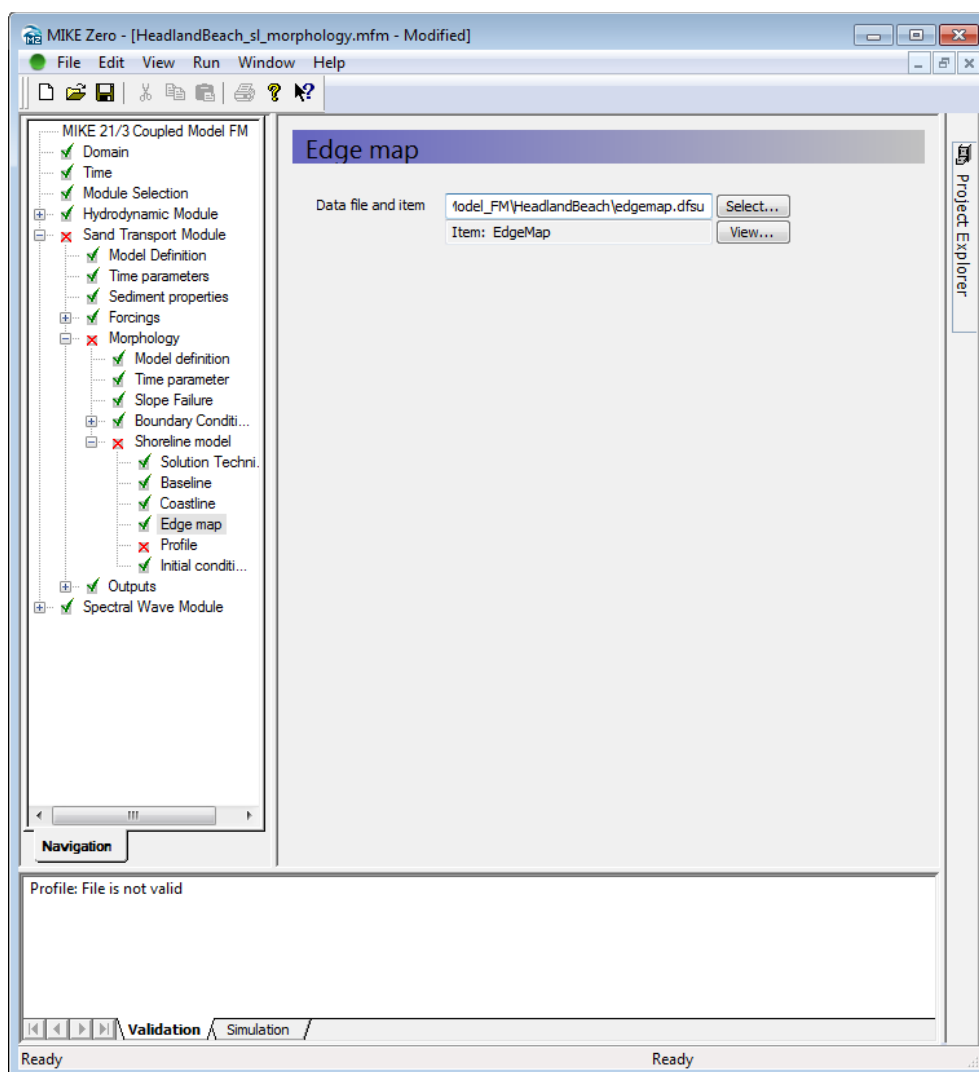 MIKE Zero - [HeadlandBeach_sl_morphology.mfm - Modified]
File Edit View Run Window Help
MIKE 21/3 Coupled Model FM
Domain
Time
Module Selection
Hydrodynamic Module
Sand Transport Module
Model Definition
Time parameters
Sediment properties
Forcings
Morphology
Model definition
Time parameter
Slope Failure
Boundary Conditi...
Shoreline model
Solution Techni.
Baseline
Coastline
Edge map
Profile
Initial conditi...
Outputs
Spectral Wave Module
Navigation
Edge map
Data file and item
Model_FM\HeadlandBeach\edgemap.dfsu
Select...
Item: EdgeMap
View...
Project Explorer
Profile: File is not valid
Validation Simulation
Ready Ready